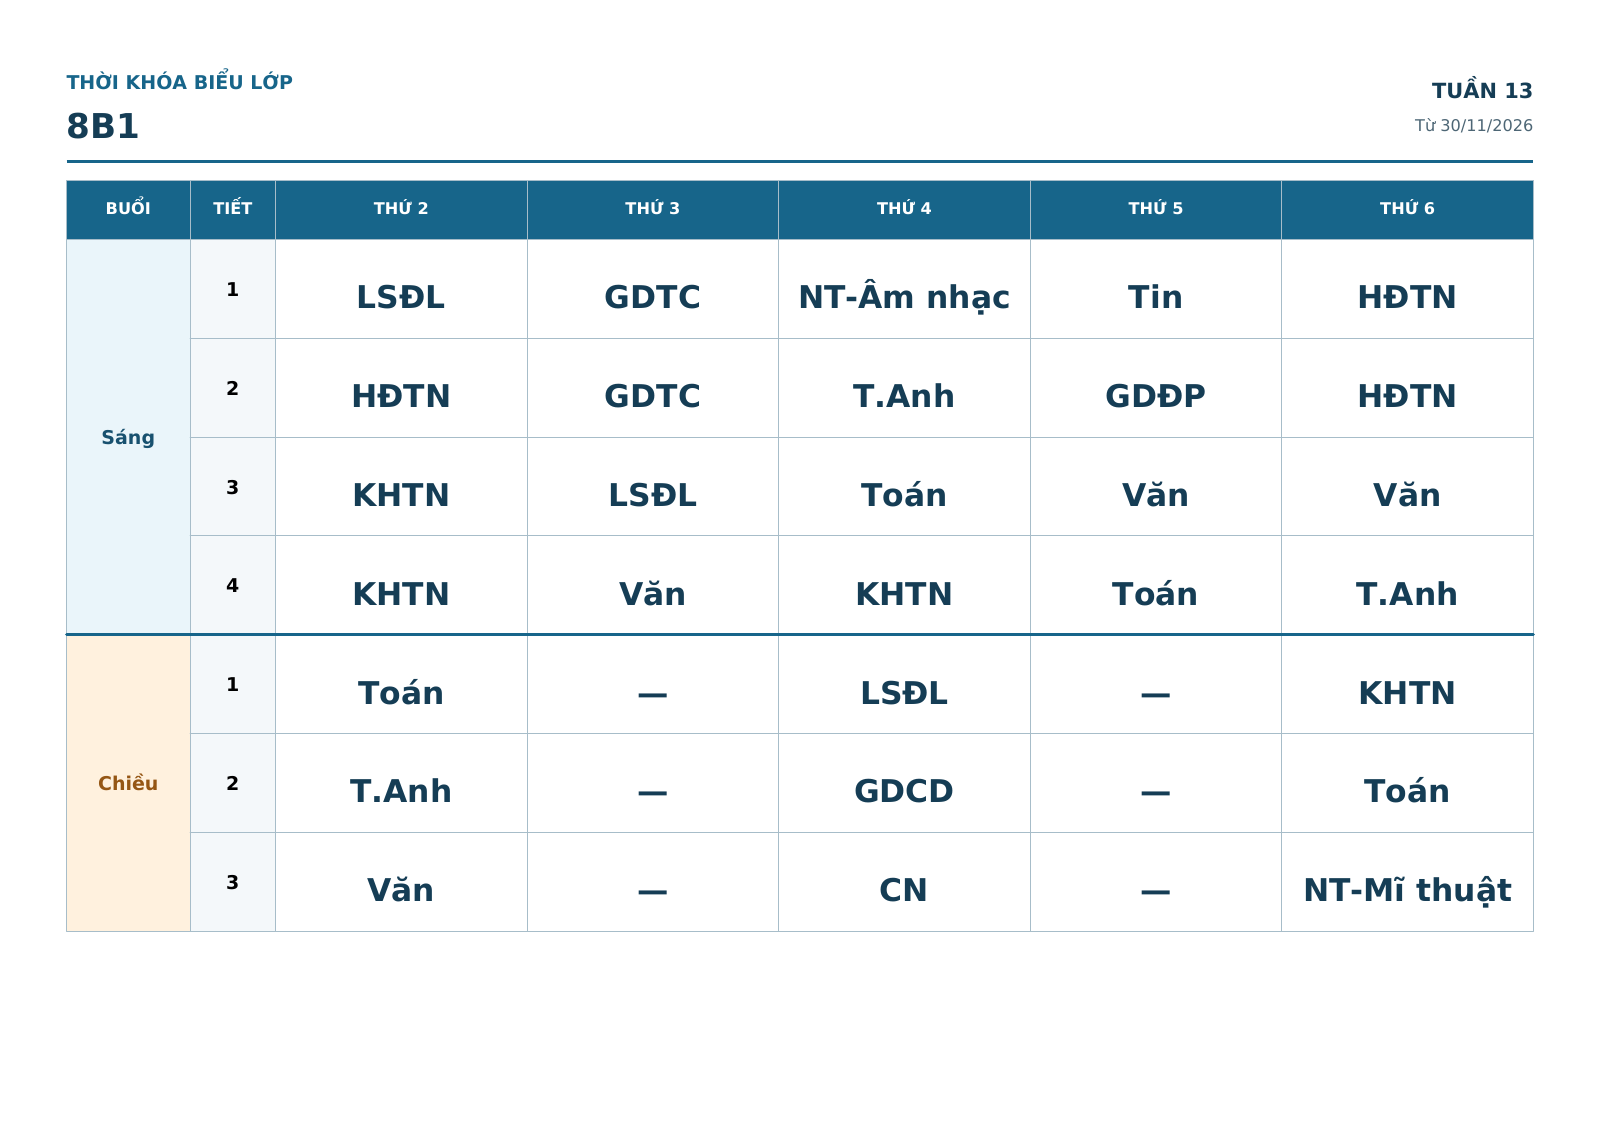 THỜI KHÓA BIỂU LỚP
8B1
TUẦN 13
Từ 30/11/2026
BUỔI TIẾT THỨ 2 THỨ 3 THỨ 4 THỨ 5 THỨ 6
Sáng
1 LSĐL GDTC NT-Âm nhạc Tin HĐTN
2 HĐTN GDTC T.Anh GDĐP HĐTN
3 KHTN LSĐL Toán Văn Văn
4 KHTN Văn KHTN Toán T.Anh
Chiều
1 Toán — LSĐL — KHTN
2 T.Anh — GDCD — Toán
3 Văn — CN — NT-Mĩ thuật